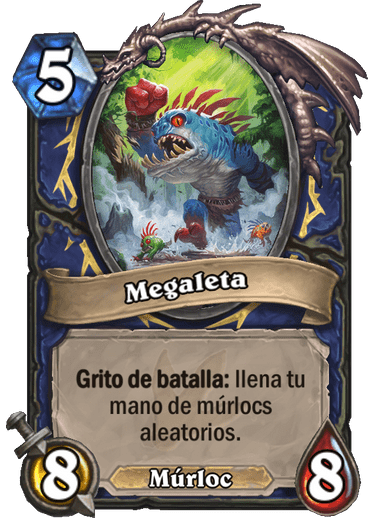 5
Megaleta
Grito de batalla: llena tu
mano de múrlocs
aleatorios.
8
Múrloc
8